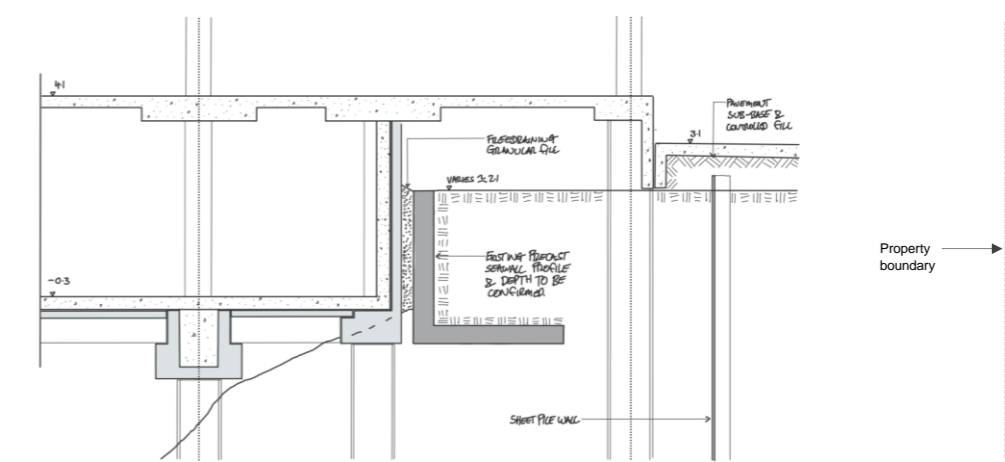 4.1
PAVEMENT
SUB-BASE &
CONTROLLED FILL
3.1
FREEDRAINING
GRANULAR FILL
VARIES 2.1
-0.3
EXISTING PRECAST
SEAWALL PROFILE
& DEPTH TO BE
CONFIRMED
Property
boundary
SHEET PILE WALL